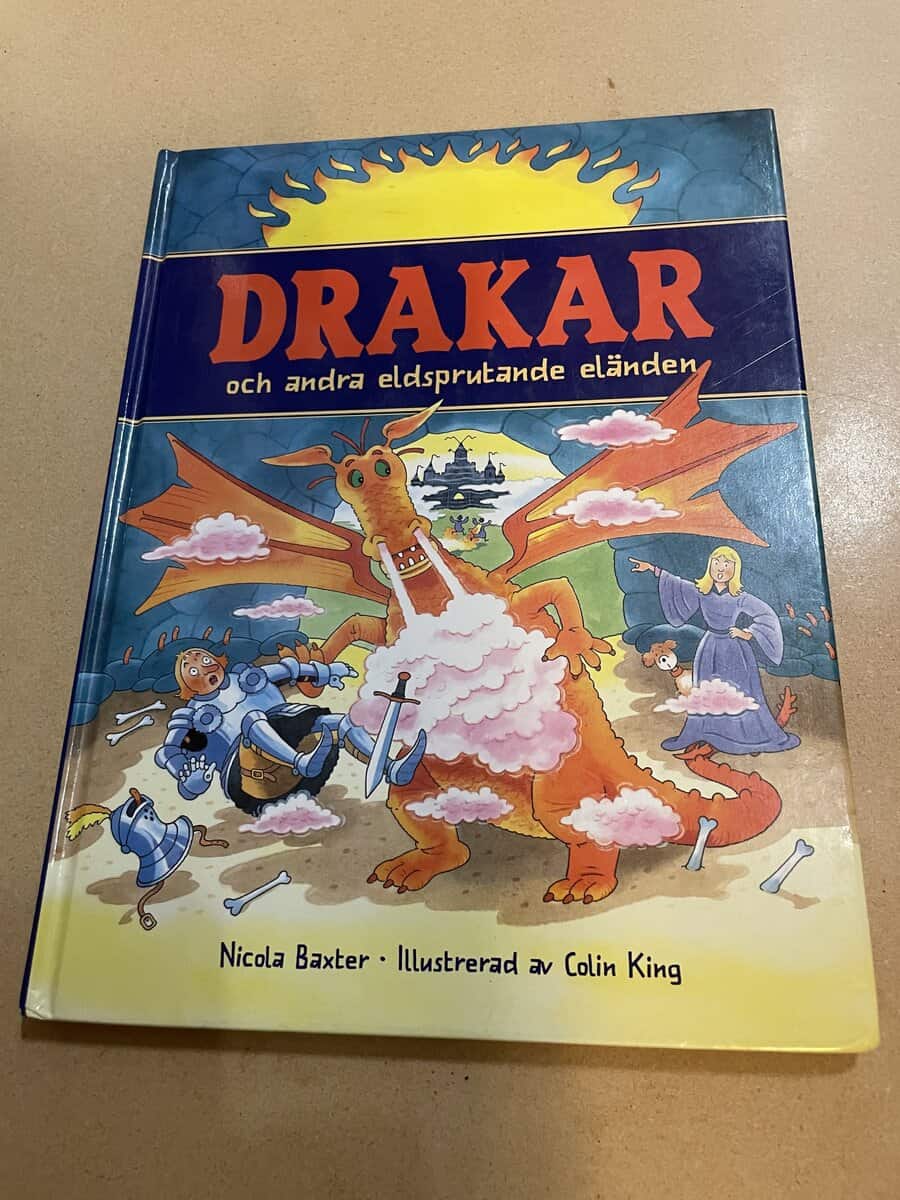 DRAKAR
och andra eldsprutande eländen
Nicola Baxter · Illustrerad av Colin King